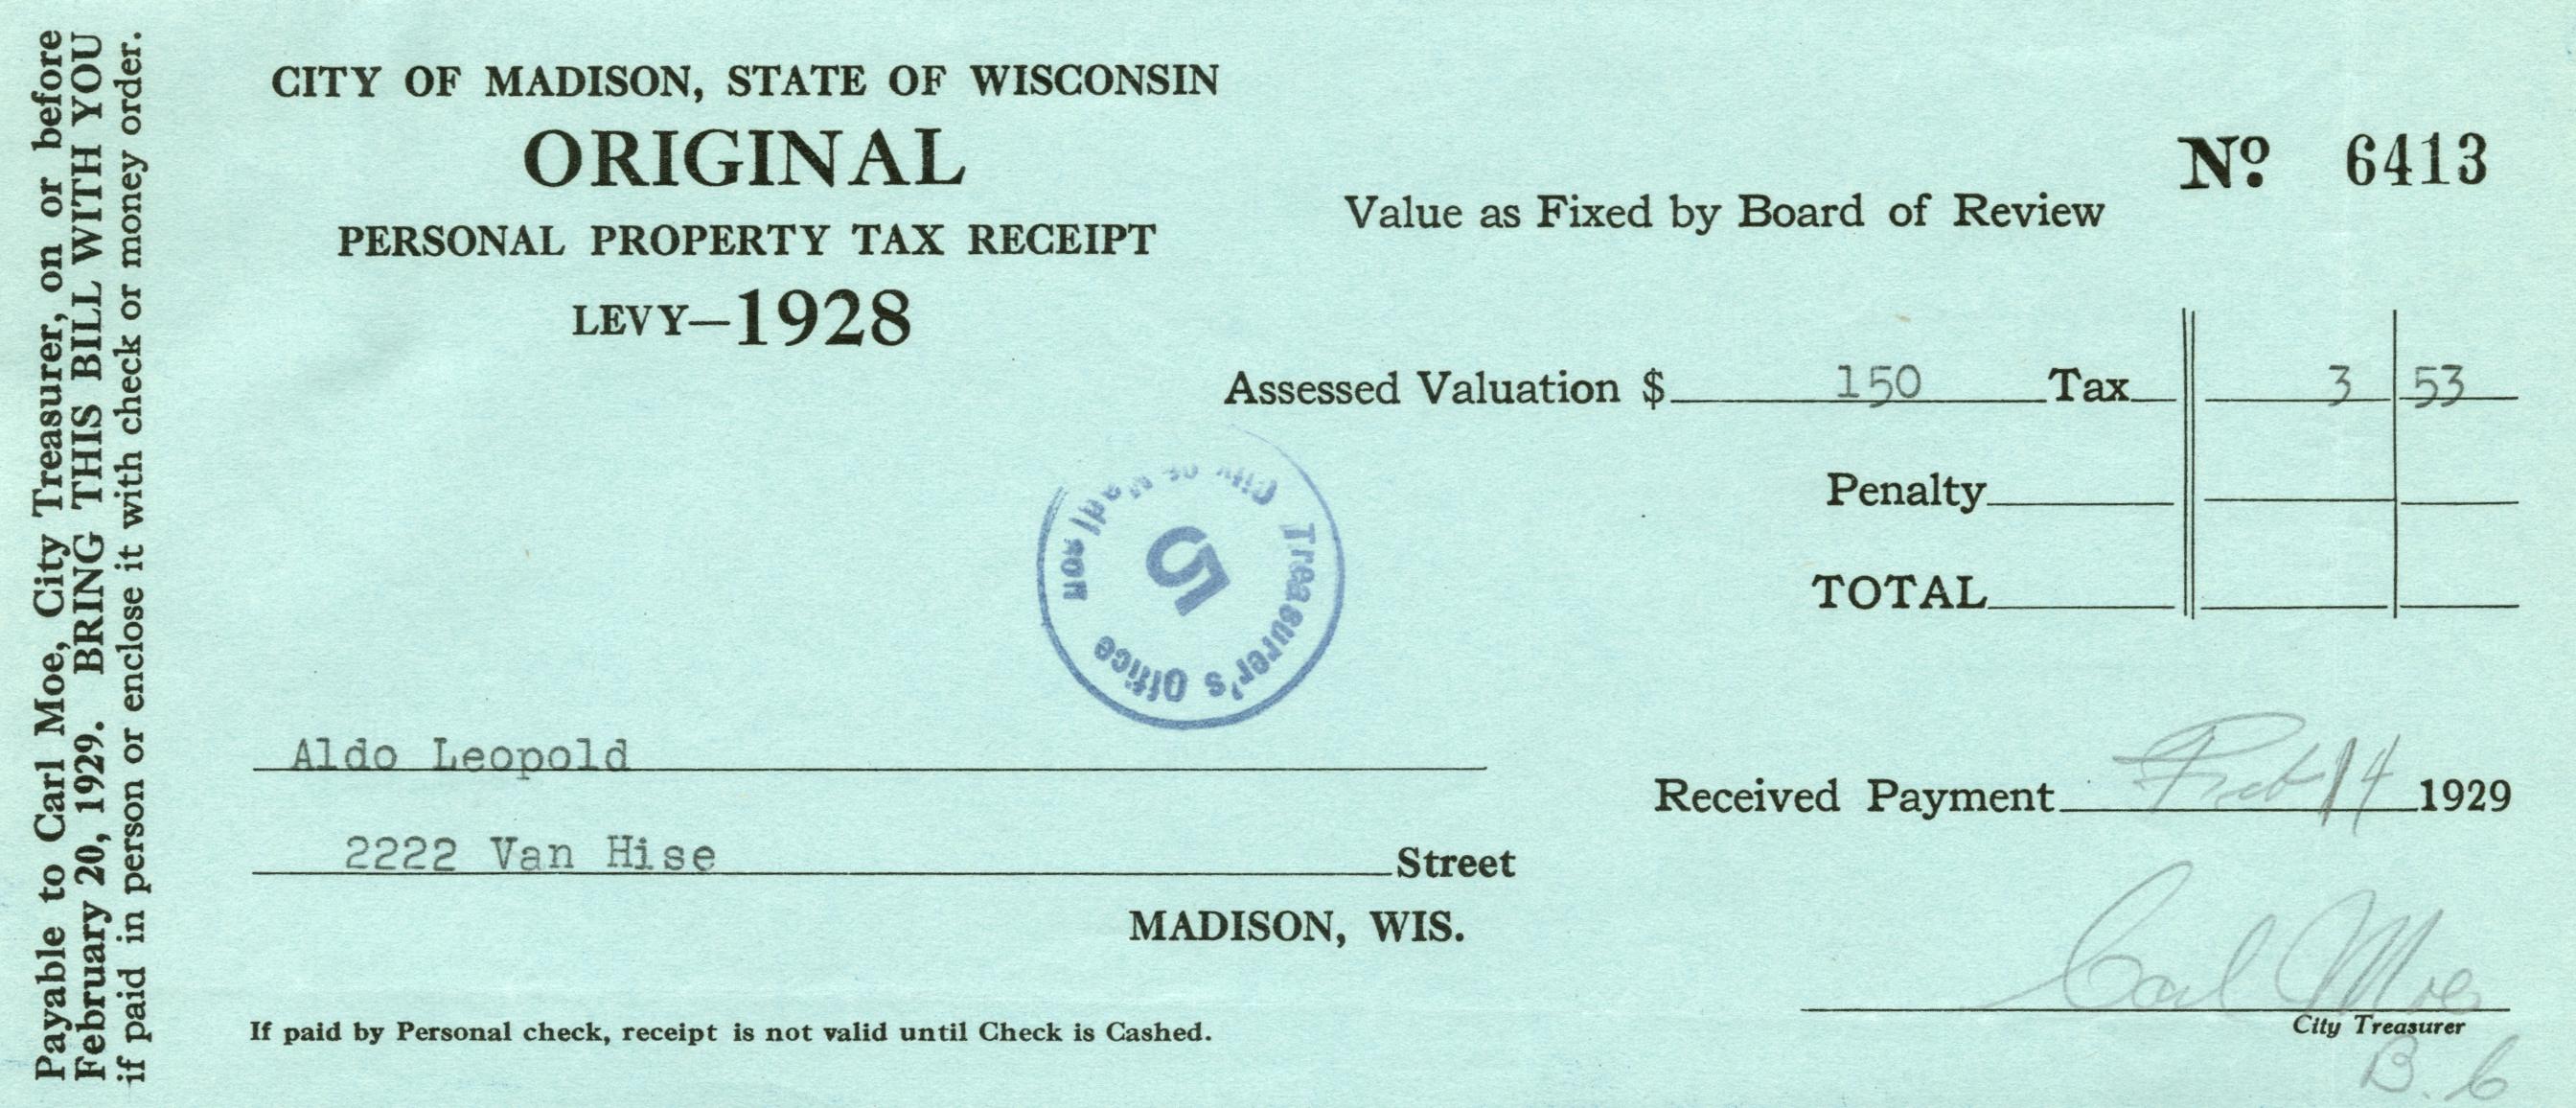 Payable to Carl Moe, City Treasurer, on or before
February 20, 1929. BRING THIS BILL WITH YOU
if paid in person or enclose it with check or money order.
CITY OF MADISON, STATE OF WISCONSIN
ORIGINAL
PERSONAL PROPERTY TAX RECEIPT
LEVY—1928
Nº 6413
Value as Fixed by Board of Review
Assessed Valuation $ 150 Tax 3 53
Penalty
TOTAL
City of Madison
Treasurer's Office
5
Aldo Leopold
2222 Van Hise Street
MADISON, WIS.
Received Payment Feb 14 1929
Carl Moe
City Treasurer
B. C
If paid by Personal check, receipt is not valid until Check is Cashed.